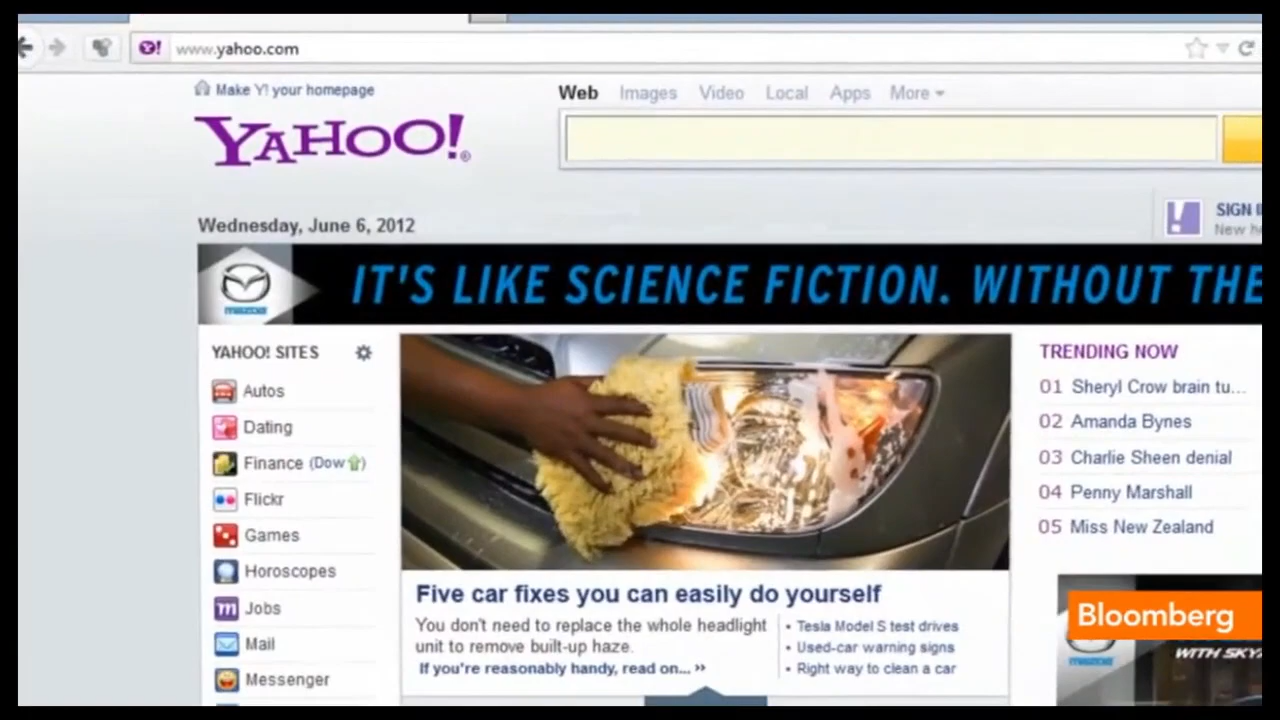 Y! www.yahoo.com
Make Y! your homepage
Web Images Video Local Apps More
YAHOO!®
Wednesday, June 6, 2012
SIGN
New
mazda
IT'S LIKE SCIENCE FICTION. WITHOUT THE
YAHOO! SITES
Autos
Dating
Finance (Dow)
Flickr
Games
Horoscopes
m Jobs
Mail
Messenger
Five car fixes you can easily do yourself
You don't need to replace the whole headlight
unit to remove built-up haze.
If you're reasonably handy, read on... ››
• Tesla Model S test drives
• Used-car warning signs
• Right way to clean a car
TRENDING NOW
01 Sheryl Crow brain tu...
02 Amanda Bynes
03 Charlie Sheen denial
04 Penny Marshall
05 Miss New Zealand
Bloomberg
mazda
WITH